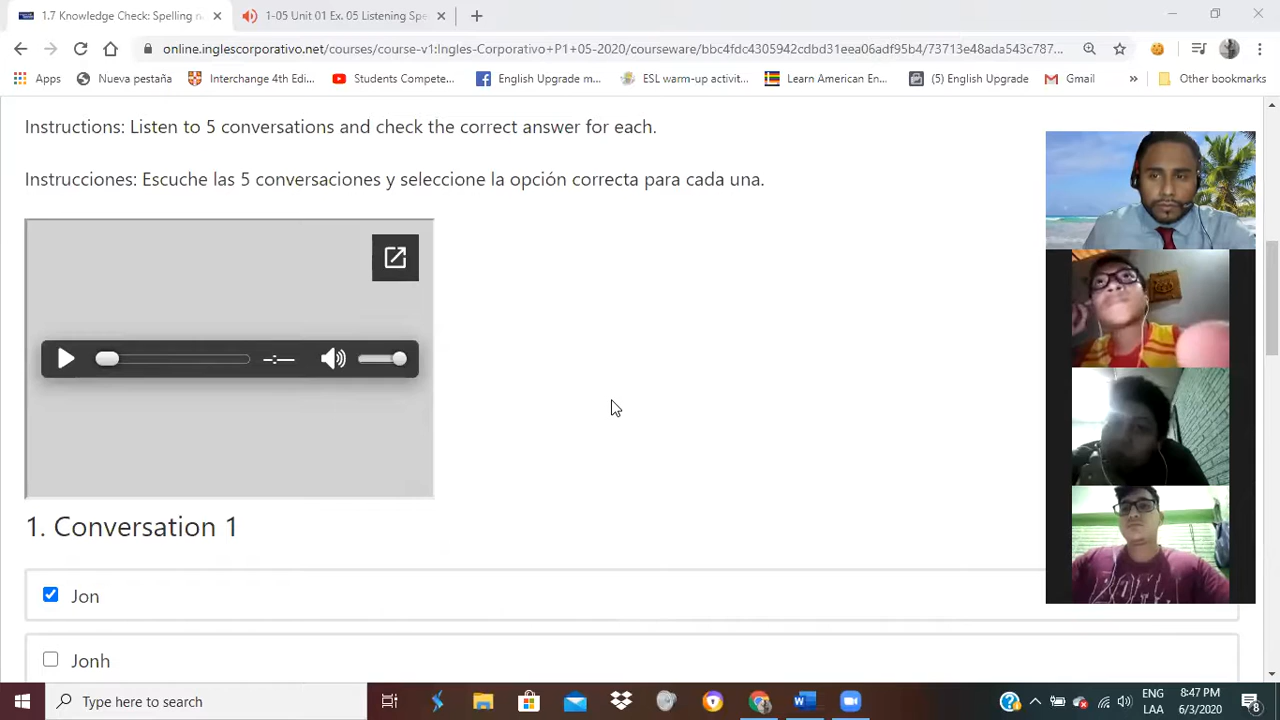 1.7 Knowledge Check: Spelling n
1-05 Unit 01 Ex. 05 Listening Spe
online.inglescorporativo.net/courses/course-v1:Ingles-Corporativo+P1+05-2020/courseware/bbc4fdc4305942cdbd31eea06adf95b4/73713e48ada543c787...
Apps
Nueva pestaña
Interchange 4th Edi...
Students Compete...
English Upgrade m...
ESL warm-up activit...
Learn American En...
(5) English Upgrade
Gmail
»
Other bookmarks
Instructions: Listen to 5 conversations and check the correct answer for each.
Instrucciones: Escuche las 5 conversaciones y seleccione la opción correcta para cada una.
-:--
1. Conversation 1
Jon
Jonh
Type here to search
ENG
LAA
8:47 PM
6/3/2020
8